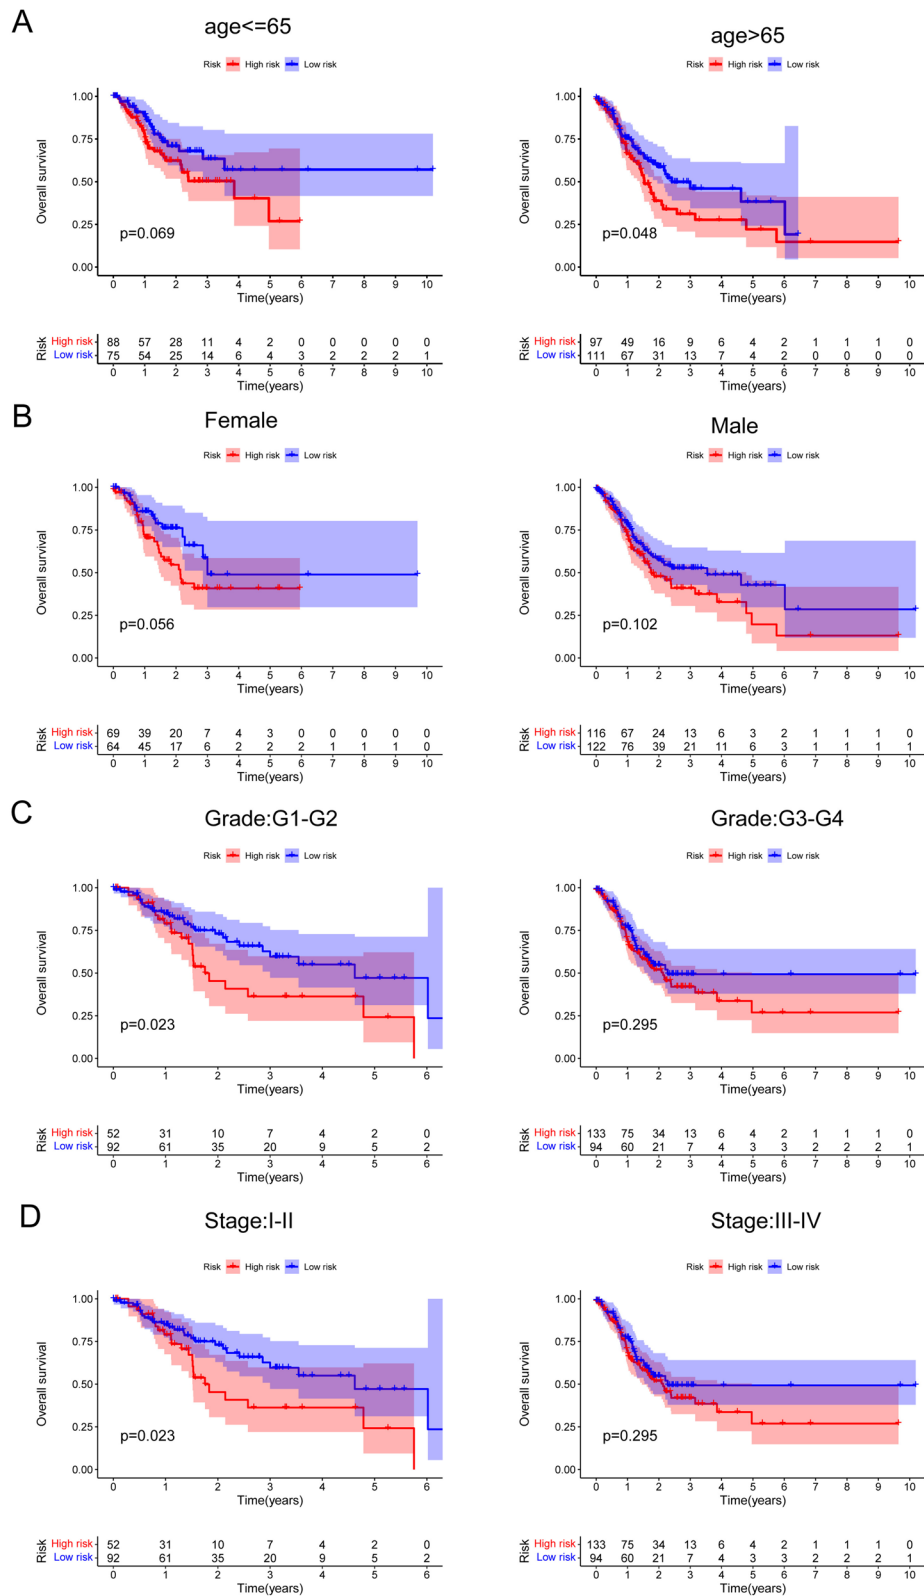 A
age<=65
Risk High risk Low risk
1.00
0.75
0.50
0.25
0.00
Overall survival
p=0.069
0 1 2 3 4 5 6 7 8 9 10
Time(years)
Risk
High risk 88 57 28 11 4 2 0 0 0 0 0
Low risk 75 54 25 14 6 4 3 2 2 2 1
0 1 2 3 4 5 6 7 8 9 10
Time(years)
age>65
Risk High risk Low risk
1.00
0.75
0.50
0.25
0.00
Overall survival
p=0.048
0 1 2 3 4 5 6 7 8 9 10
Time(years)
Risk
High risk 97 49 16 9 6 4 2 1 1 1 0
Low risk 111 67 31 13 7 4 2 0 0 0 0
0 1 2 3 4 5 6 7 8 9 10
Time(years)
B
Female
Risk High risk Low risk
1.00
0.75
0.50
0.25
0.00
Overall survival
p=0.056
0 1 2 3 4 5 6 7 8 9 10
Time(years)
Risk
High risk 69 39 20 7 4 3 0 0 0 0 0
Low risk 64 45 17 6 2 2 2 1 1 1 0
0 1 2 3 4 5 6 7 8 9 10
Time(years)
Male
Risk High risk Low risk
1.00
0.75
0.50
0.25
0.00
Overall survival
p=0.102
0 1 2 3 4 5 6 7 8 9 10
Time(years)
Risk
High risk 116 67 24 13 6 3 2 1 1 1 0
Low risk 122 76 39 21 11 6 3 1 1 1 1
0 1 2 3 4 5 6 7 8 9 10
Time(years)
C
Grade:G1-G2
Risk High risk Low risk
1.00
0.75
0.50
0.25
0.00
Overall survival
p=0.023
0 1 2 3 4 5 6
Time(years)
Risk
High risk 52 31 10 7 4 2 0
Low risk 92 61 35 20 9 5 2
0 1 2 3 4 5 6
Time(years)
Grade:G3-G4
Risk High risk Low risk
1.00
0.75
0.50
0.25
0.00
Overall survival
p=0.295
0 1 2 3 4 5 6 7 8 9 10
Time(years)
Risk
High risk 133 75 34 13 6 4 2 1 1 1 0
Low risk 94 60 21 7 4 3 3 2 2 2 1
0 1 2 3 4 5 6 7 8 9 10
Time(years)
D
Stage:I-II
Risk High risk Low risk
1.00
0.75
0.50
0.25
0.00
Overall survival
p=0.023
0 1 2 3 4 5 6
Time(years)
Risk
High risk 52 31 10 7 4 2 0
Low risk 92 61 35 20 9 5 2
0 1 2 3 4 5 6
Time(years)
Stage:III-IV
Risk High risk Low risk
1.00
0.75
0.50
0.25
0.00
Overall survival
p=0.295
0 1 2 3 4 5 6 7 8 9 10
Time(years)
Risk
High risk 133 75 34 13 6 4 2 1 1 1 0
Low risk 94 60 21 7 4 3 3 2 2 2 1
0 1 2 3 4 5 6 7 8 9 10
Time(years)